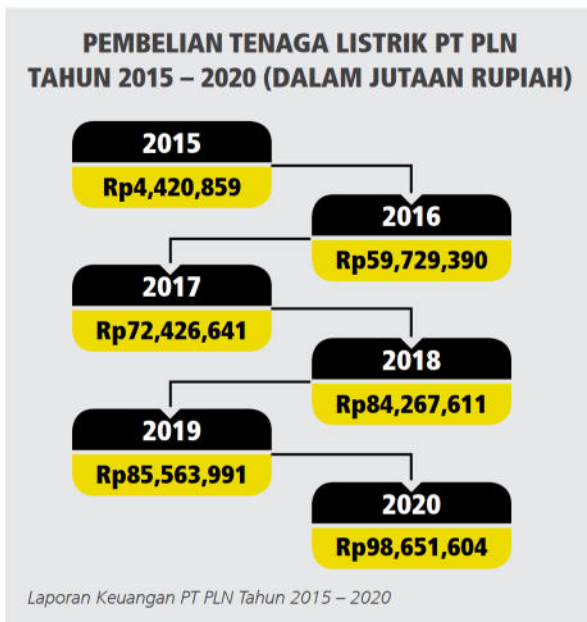 PEMBELIAN TENAGA LISTRIK PT PLN
TAHUN 2015 – 2020 (DALAM JUTAAN RUPIAH)
2015
Rp4,420,859
2016
Rp59,729,390
2017
Rp72,426,641
2018
Rp84,267,611
2019
Rp85,563,991
2020
Rp98,651,604
Laporan Keuangan PT PLN Tahun 2015 – 2020